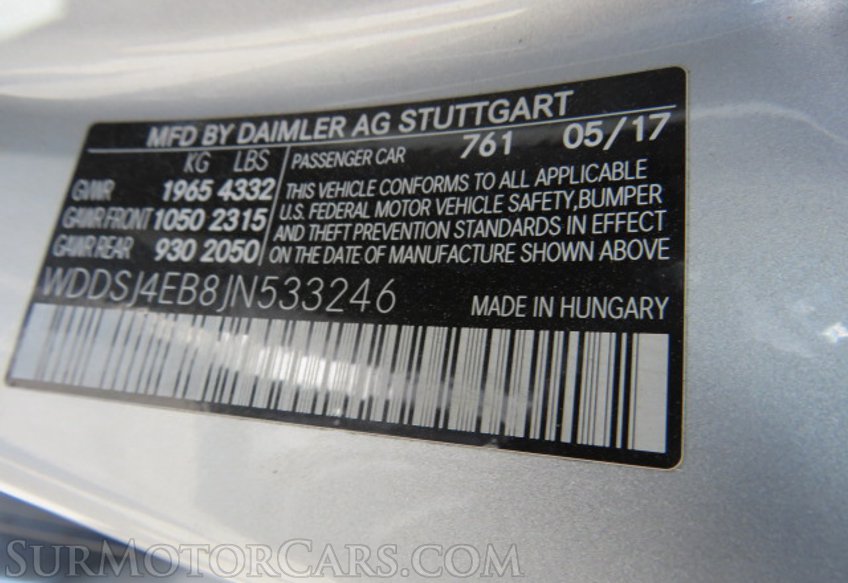 MFD BY DAIMLER AG STUTTGART
KG LBS
GVWR 1965 4332
GAWR FRONT 1050 2315
GAWR REAR 930 2050
PASSENGER CAR 761 05/17
THIS VEHICLE CONFORMS TO ALL APPLICABLE
U.S. FEDERAL MOTOR VEHICLE SAFETY,BUMPER
AND THEFT PREVENTION STANDARDS IN EFFECT
ON THE DATE OF MANUFACTURE SHOWN ABOVE
WDDSJ4EB8JN533246 MADE IN HUNGARY
SurMotorCars.com